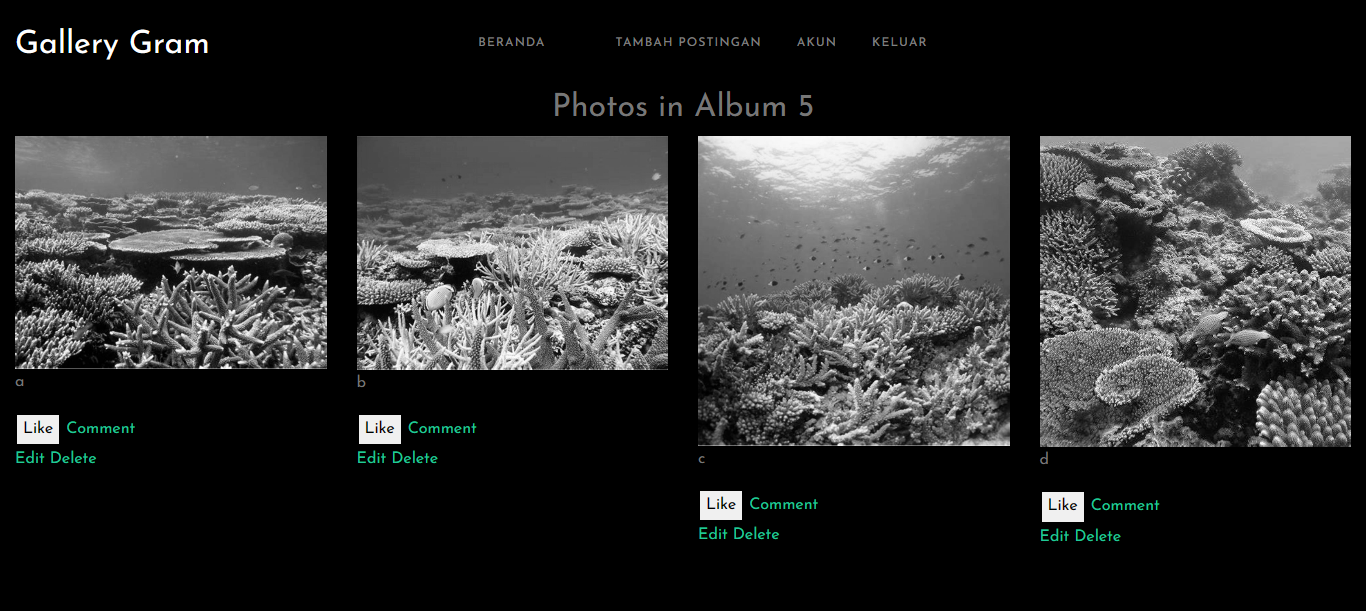 Gallery Gram
BERANDA TAMBAH POSTINGAN AKUN KELUAR
Photos in Album 5
a
Like Comment
Edit Delete
b
Like Comment
Edit Delete
c
Like Comment
Edit Delete
d
Like Comment
Edit Delete